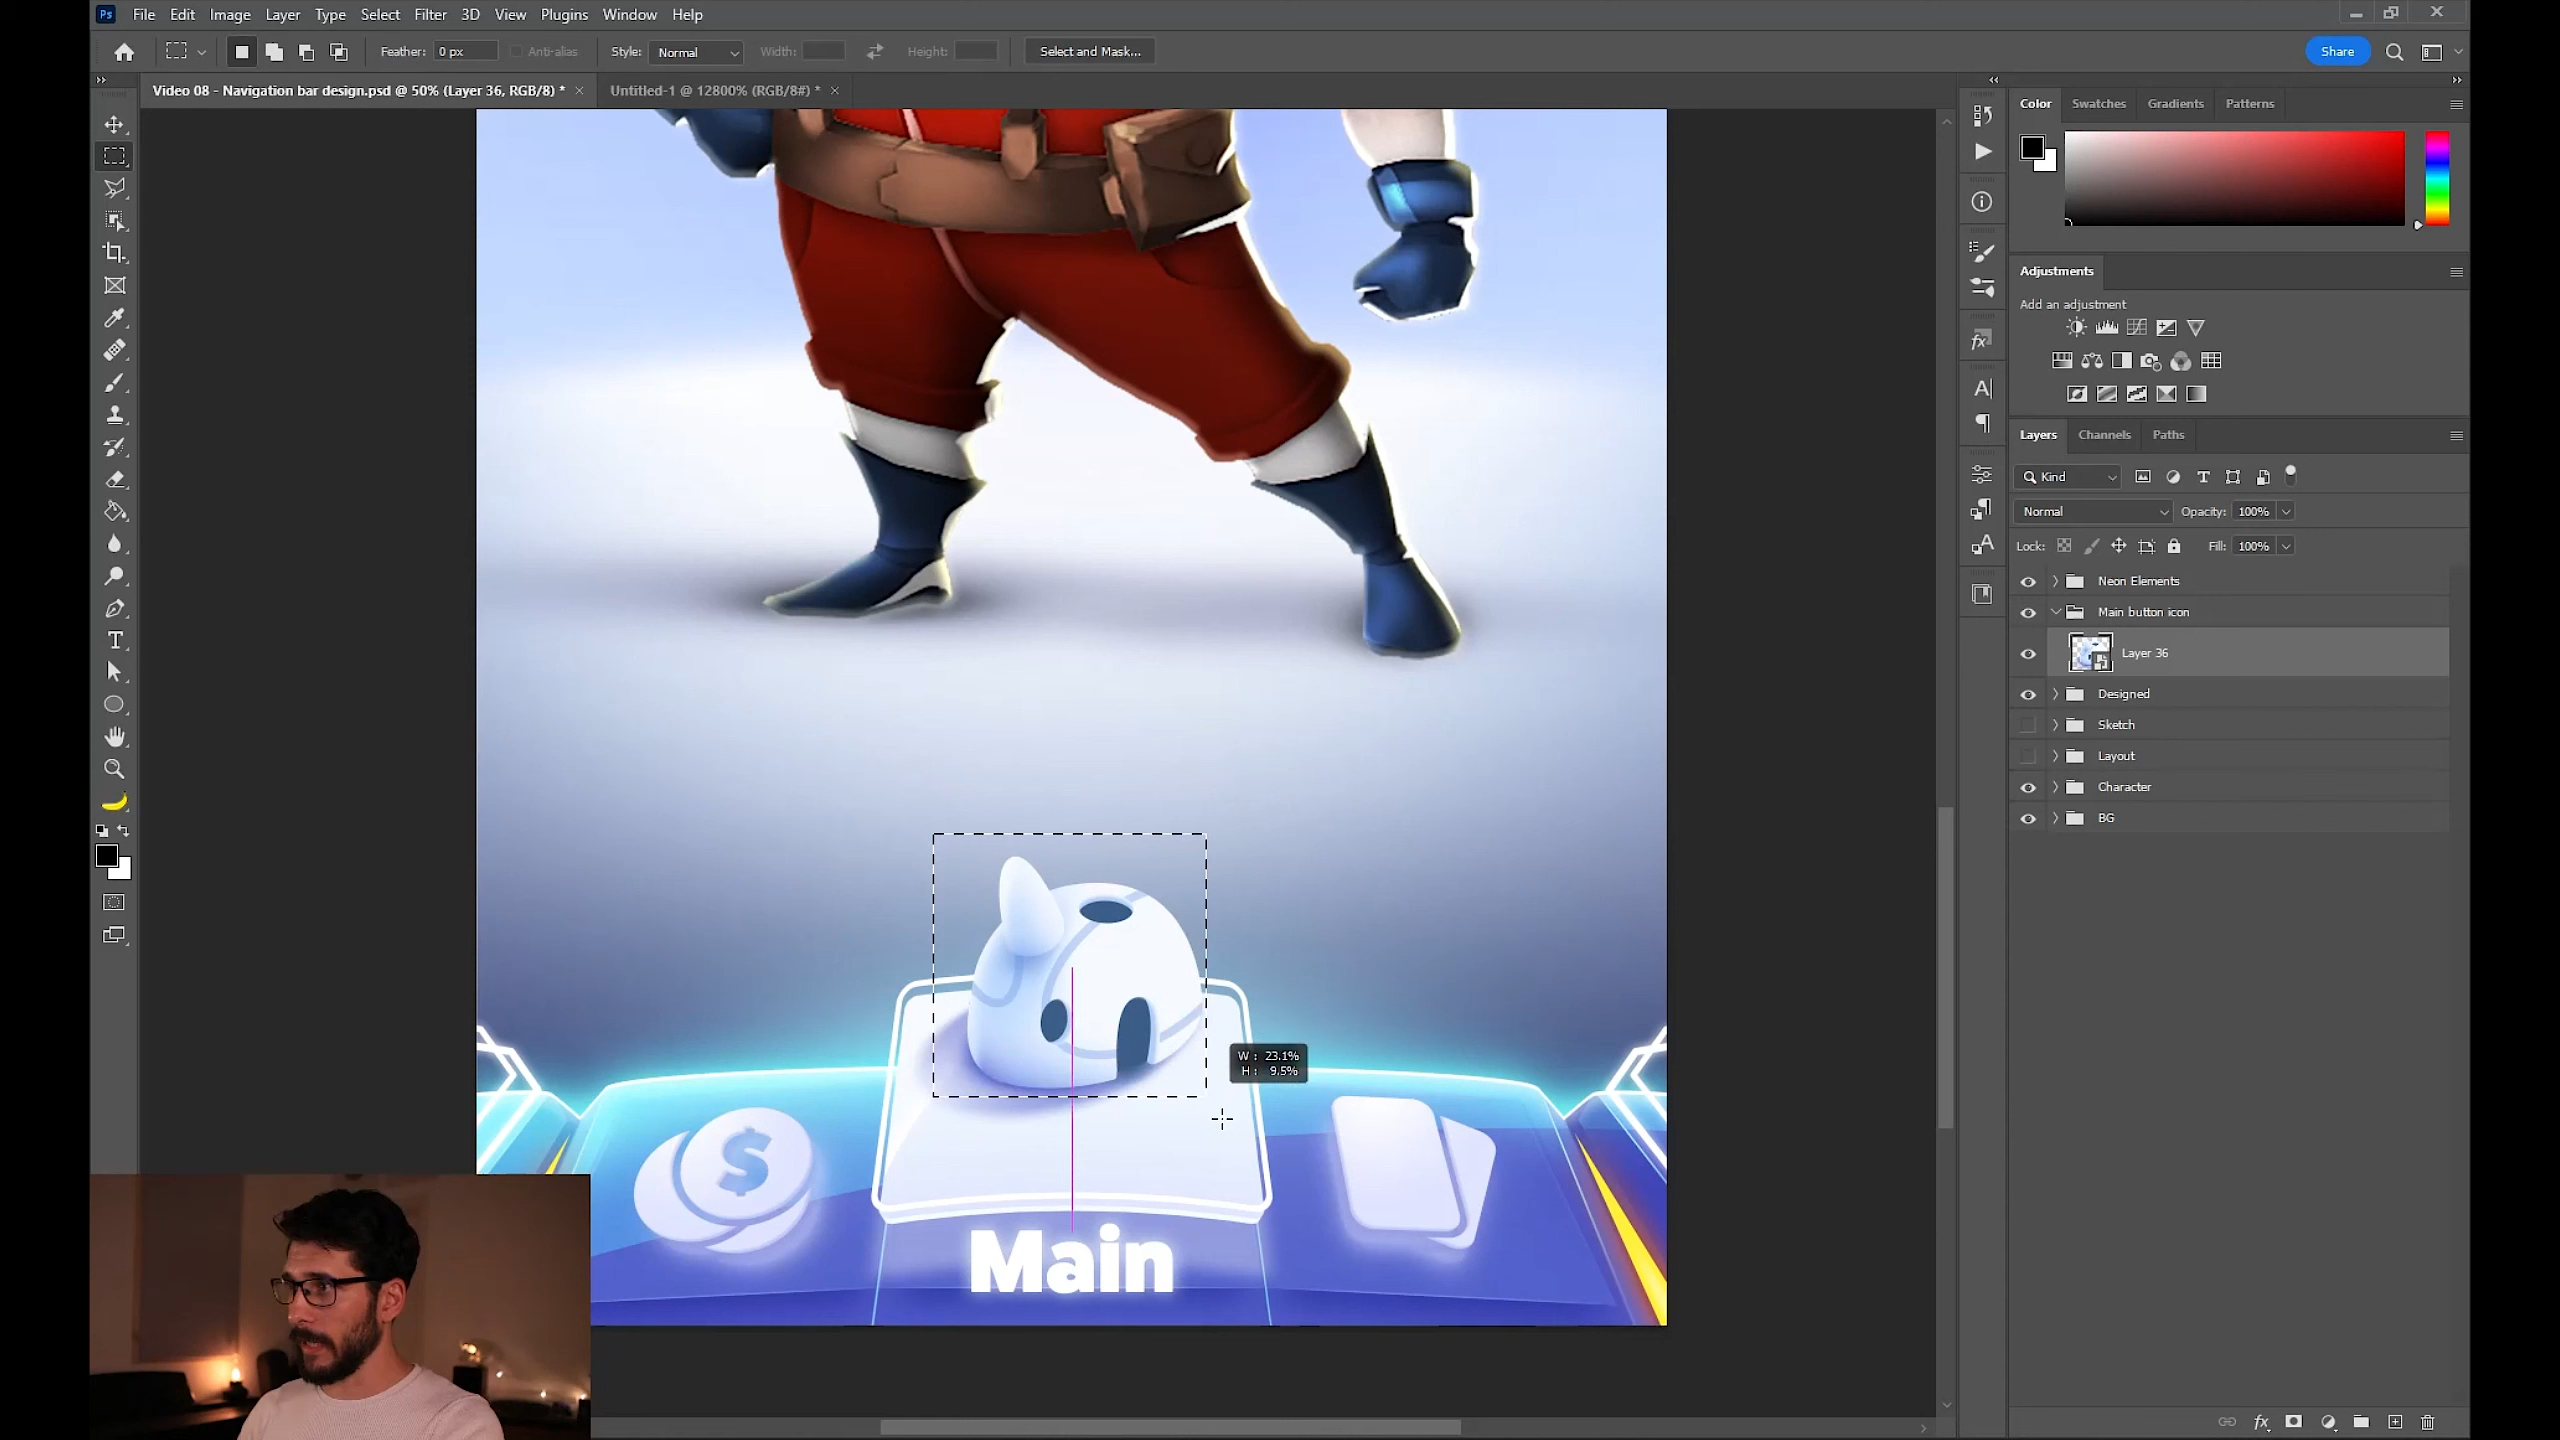 Ps File Edit Image Layer Type Select Filter 3D View Plugins Window Help
Feather: 0 px Anti-alias Style: Normal Width: Height: Select and Mask... Share
Video 08 - Navigation bar design.psd @ 50% (Layer 36, RGB/8) * × Untitled-1 @ 12800% (RGB/8#) * ×
Color Swatches Gradients Patterns
Adjustments
Add an adjustment
Layers Channels Paths
Kind
Normal Opacity: 100%
Lock: Fill: 100%
Neon Elements
Main button icon
Layer 36
Designed
Sketch
Layout
Character
BG
W : 23.1%
H : 9.5%
$
Main